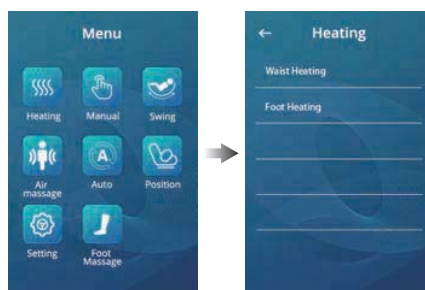 Menu
Heating
Manual
Swing
Air
massage
A
Auto
Position
Setting
Foot
Massage
Heating
Waist Heating
Foot Heating